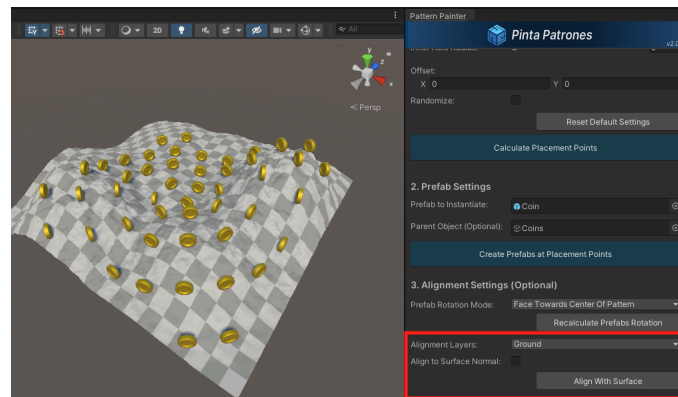 2D
All
y
z
x
< Persp
Pattern Painter
Pinta Patrones
v2.0
Offset:
X 0 Y 0
Randomize:
Reset Default Settings
Calculate Placement Points
2. Prefab Settings
Prefab to Instantiate: Coin
Parent Object (Optional): Coins
Create Prefabs at Placement Points
3. Alignment Settings (Optional)
Prefab Rotation Mode: Face Towards Center Of Pattern
Recalculate Prefabs Rotation
Alignment Layers: Ground
Align to Surface Normal:
Align With Surface